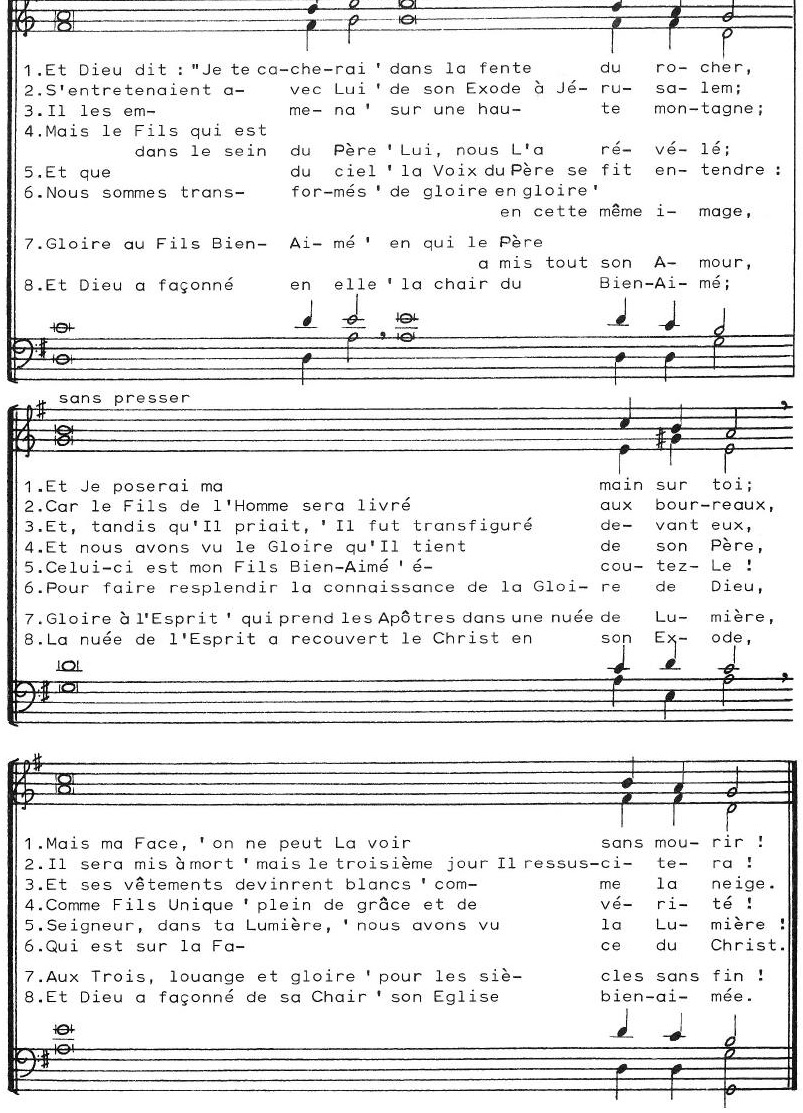 1.Et Dieu dit : "Je te ca-che-rai ' dans la fente du ro- cher,
2.S'entretenaient a- vec Lui ' de son Exode à Jé- ru- sa- lem;
3.Il les em- me- na ' sur une hau- te mon-tagne;
4.Mais le Fils qui est
dans le sein du Père ' Lui, nous L'a ré- vé- lé;
5.Et que du ciel ' la Voix du Père se fit en- tendre :
6.Nous sommes trans- for-més ' de gloire en gloire '
en cette même i- mage,
7.Gloire au Fils Bien- Ai- mé ' en qui le Père
a mis tout son A- mour,
8.Et Dieu a façonné en elle ' la chair du Bien-Ai- mé;
sans presser
1.Et Je poserai ma main sur toi;
2.Car le Fils de l'Homme sera livré aux bour-reaux,
3.Et, tandis qu'Il priait, ' Il fut transfiguré de- vant eux,
4.Et nous avons vu le Gloire qu'Il tient de son Père,
5.Celui-ci est mon Fils Bien-Aimé ' é- cou- tez- Le !
6.Pour faire resplendir la connaissance de la Gloi- re de Dieu,
7.Gloire à l'Esprit ' qui prend les Apôtres dans une nuée de Lu- mière,
8.La nuée de l'Esprit a recouvert le Christ en son Ex- ode,
1.Mais ma Face, ' on ne peut La voir sans mou- rir !
2.Il sera mis à mort ' mais le troisième jour Il ressus-ci- te- ra !
3.Et ses vêtements devinrent blancs ' com- me la neige.
4.Comme Fils Unique ' plein de grâce et de vé- ri- té !
5.Seigneur, dans ta Lumière, ' nous avons vu la Lu- mière !
6.Qui est sur la Fa- ce du Christ.
7.Aux Trois, louange et gloire ' pour les siè- cles sans fin !
8.Et Dieu a façonné de sa Chair ' son Eglise bien-ai- mée.